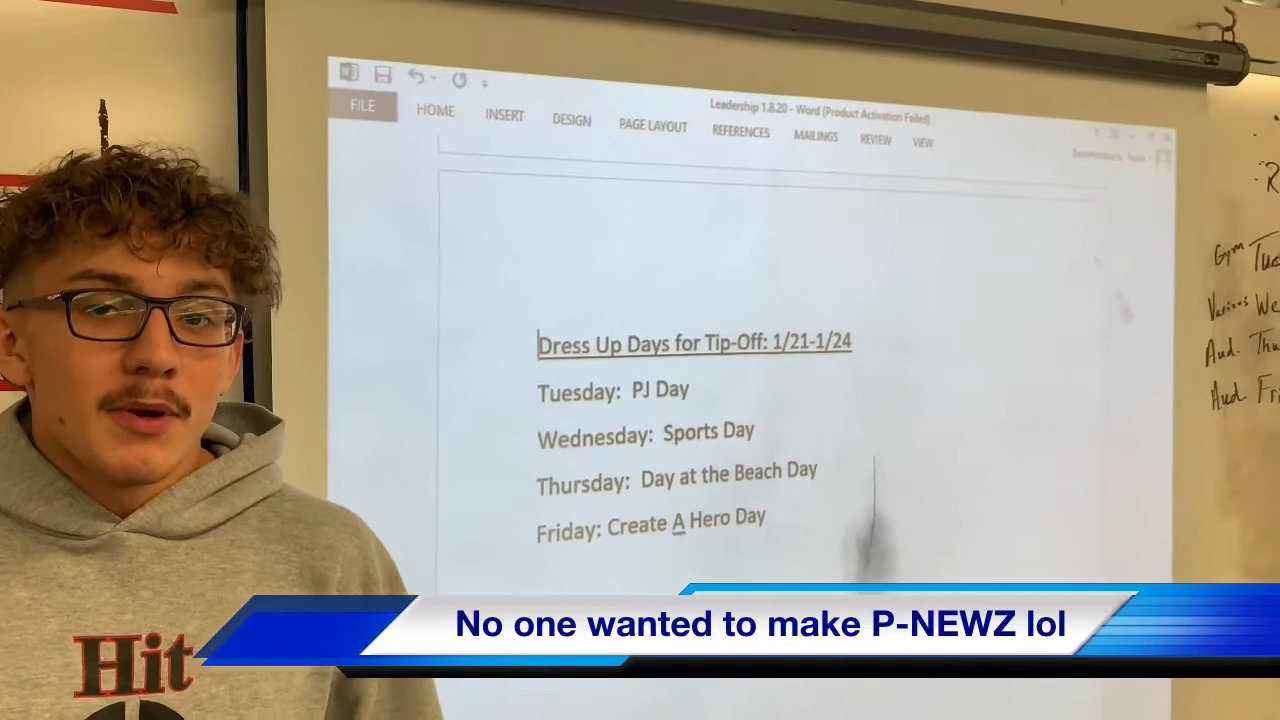 Leadership 1.8.20 - Word (Product Activation Failed)
FILE HOME INSERT DESIGN PAGE LAYOUT REFERENCES MAILINGS REVIEW VIEW
Dress Up Days for Tip-Off: 1/21-1/24
Tuesday: PJ Day
Wednesday: Sports Day
Thursday: Day at the Beach Day
Friday: Create A Hero Day
Gym Tue
Various We
Aud. Thu
Aud. Fri
No one wanted to make P-NEWZ lol
Hit